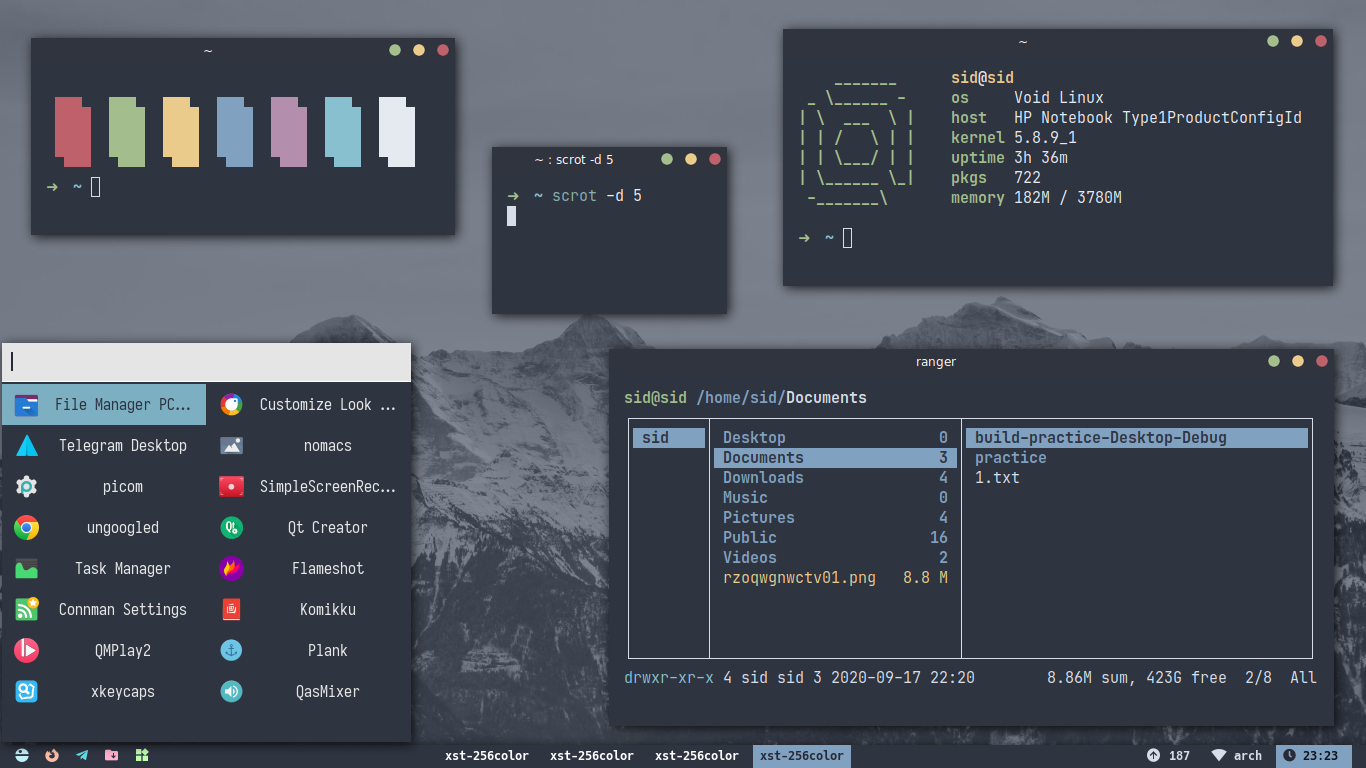 ~
➜ ~
~ : scrot -d 5
➜ ~ scrot -d 5
~
sid@sid
os Void Linux
host HP Notebook Type1ProductConfigId
kernel 5.8.9_1
uptime 3h 36m
pkgs 722
memory 182M / 3780M
➜ ~
File Manager PC... Customize Look ...
Telegram Desktop nomacs
picom SimpleScreenRec...
ungoogled Qt Creator
Task Manager Flameshot
Connman Settings Komikku
QMPlay2 Plank
xkeycaps QasMixer
ranger
sid@sid /home/sid/Documents
sid Desktop 0 build-practice-Desktop-Debug
Documents 3 practice
Downloads 4 1.txt
Music 0
Pictures 4
Public 16
Videos 2
rzoqwgnwctv01.png 8.8 M
drwxr-xr-x 4 sid sid 3 2020-09-17 22:20 8.86M sum, 423G free 2/8 All
xst-256color xst-256color xst-256color xst-256color 187 arch 23:23